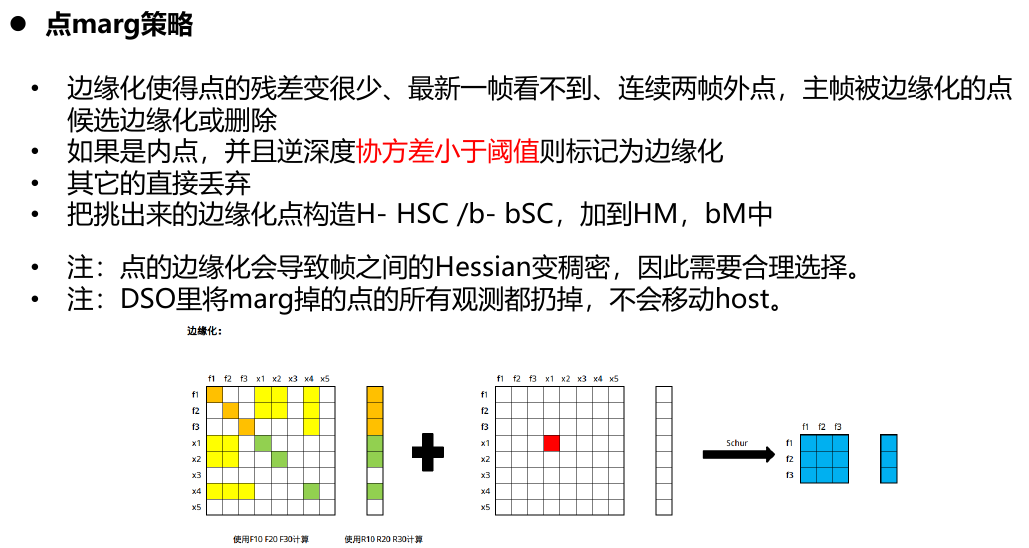 ● 点marg策略
• 边缘化使得点的残差变很少、最新一帧看不到、连续两帧外点，主帧被边缘化的点
候选边缘化或删除
• 如果是内点，并且逆深度协方差小于阈值则标记为边缘化
• 其它的直接丢弃
• 把挑出来的边缘化点构造H- HSC /b- bSC，加到HM，bM中
• 注：点的边缘化会导致帧之间的Hessian变稠密，因此需要合理选择。
• 注：DSO里将marg掉的点的所有观测都扔掉，不会移动host。
边缘化：
f1 f2 f3 x1 x2 x3 x4 x5
f1
f2
f3
x1
x2
x3
x4
x5
使用F10 F20 F30计算
使用R10 R20 R30计算
f1 f2 f3 x1 x2 x3 x4 x5
f1
f2
f3
x1
x2
x3
x4
x5
Schur
f1 f2 f3
f1
f2
f3